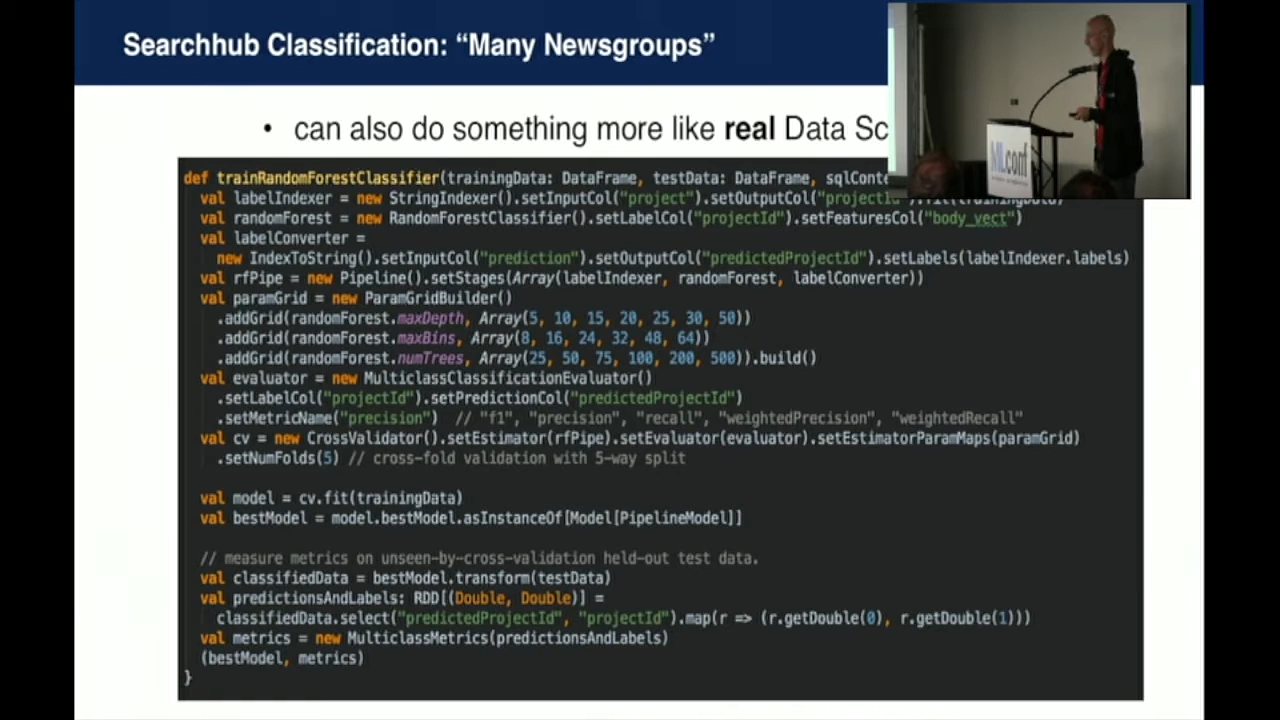 Searchhub Classification: “Many Newsgroups”
• can also do something more like real Data Sc
def trainRandomForestClassifier(trainingData: DataFrame, testData: DataFrame, sqlConte
val labelIndexer = new StringIndexer().setInputCol("project").setOutputCol("projectId").fit(trainingData)
val randomForest = new RandomForestClassifier().setLabelCol("projectId").setFeaturesCol("body_vect")
val labelConverter =
new IndexToString().setInputCol("prediction").setOutputCol("predictedProjectId").setLabels(labelIndexer.labels)
val rfPipe = new Pipeline().setStages(Array(labelIndexer, randomForest, labelConverter))
val paramGrid = new ParamGridBuilder()
.addGrid(randomForest.maxDepth, Array(5, 10, 15, 20, 25, 30, 50))
.addGrid(randomForest.maxBins, Array(8, 16, 24, 32, 48, 64))
.addGrid(randomForest.numTrees, Array(25, 50, 75, 100, 200, 500)).build()
val evaluator = new MulticlassClassificationEvaluator()
.setLabelCol("projectId").setPredictionCol("predictedProjectId")
.setMetricName("precision") // "f1", "precision", "recall", "weightedPrecision", "weightedRecall"
val cv = new CrossValidator().setEstimator(rfPipe).setEvaluator(evaluator).setEstimatorParamMaps(paramGrid)
.setNumFolds(5) // cross-fold validation with 5-way split
val model = cv.fit(trainingData)
val bestModel = model.bestModel.asInstanceOf[Model[PipelineModel]]
// measure metrics on unseen-by-cross-validation held-out test data.
val classifiedData = bestModel.transform(testData)
val predictionsAndLabels: RDD[(Double, Double)] =
classifiedData.select("predictedProjectId", "projectId").map(r => (r.getDouble(0), r.getDouble(1)))
val metrics = new MulticlassMetrics(predictionsAndLabels)
(bestModel, metrics)
}
MLconf